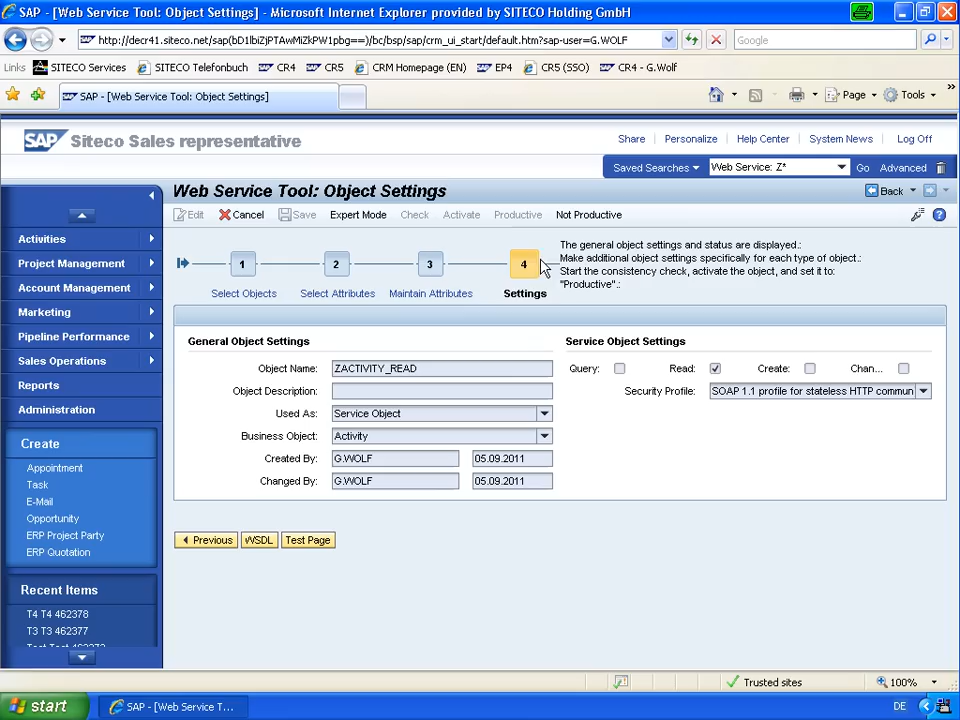 SAP - [Web Service Tool: Object Settings] - Microsoft Internet Explorer provided by SITECO Holding GmbH
http://decr41.siteco.net/sap(bD1lbiZjPTAwMiZkPW1pbg==)/bc/bsp/sap/crm_ui_start/default.htm?sap-user=G.WOLF
Google
Links SITECO Services SITECO Telefonbuch CR4 CR5 CRM Homepage (EN) EP4 CR5 (SSO) CR4 - G.Wolf
SAP - [Web Service Tool: Object Settings]
Page Tools
SAP Siteco Sales representative
Share Personalize Help Center System News Log Off
Saved Searches Web Service: Z* Go Advanced
Web Service Tool: Object Settings
Back
Edit Cancel Save Expert Mode Check Activate Productive Not Productive
1 Select Objects
2 Select Attributes
3 Maintain Attributes
4 Settings
The general object settings and status are displayed.:
Make additional object settings specifically for each type of object.:
Start the consistency check, activate the object, and set it to:
"Productive".:
Activities
Project Management
Account Management
Marketing
Pipeline Performance
Sales Operations
Reports
Administration
Create
Appointment
Task
E-Mail
Opportunity
ERP Project Party
ERP Quotation
Recent Items
T4 T4 462378
T3 T3 462377
General Object Settings
Object Name: ZACTIVITY_READ
Object Description:
Used As: Service Object
Business Object: Activity
Created By: G.WOLF 05.09.2011
Changed By: G.WOLF 05.09.2011
Service Object Settings
Query: Read: Create: Chan...
Security Profile: SOAP 1.1 profile for stateless HTTP commun
Previous WSDL Test Page
Trusted sites 100%
start SAP - [Web Service T... DE